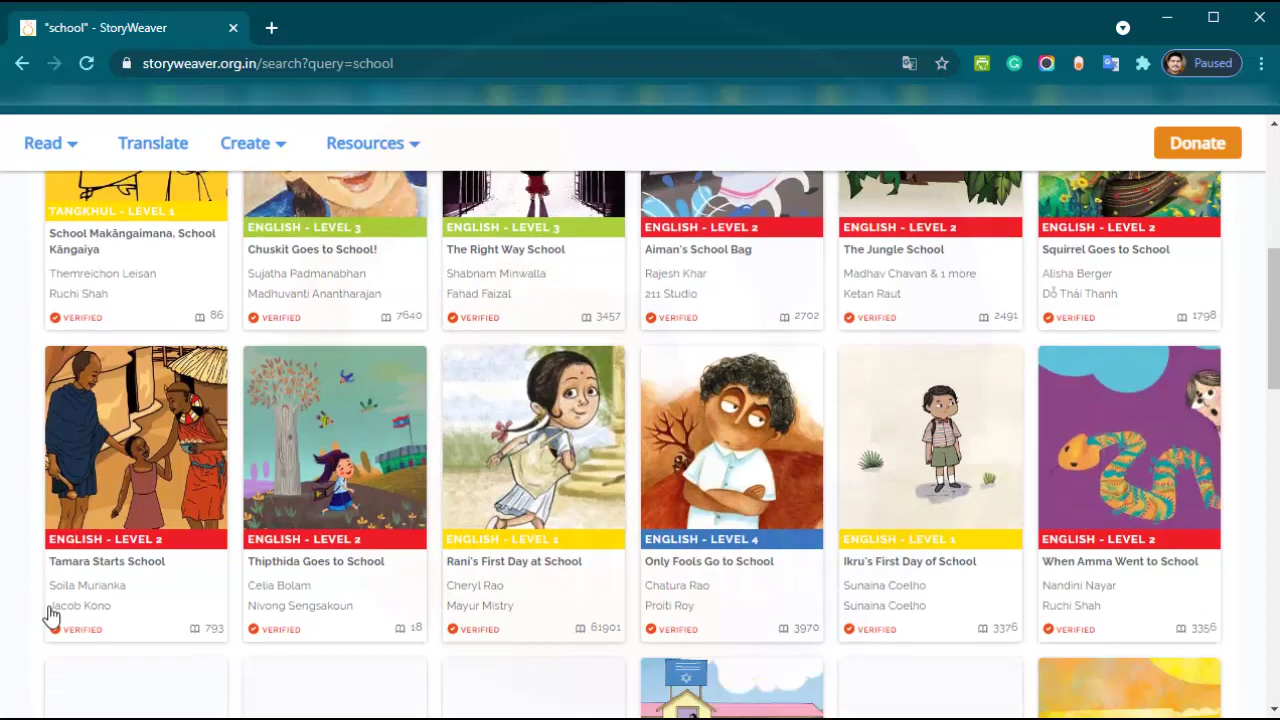 "school" - StoryWeaver
storyweaver.org.in/search?query=school
Paused
Read
Translate
Create
Resources
Donate
TANGKHUL - LEVEL 1
School Makāngaimana, School
Kāngaiya
Themreichon Leisan
Ruchi Shah
VERIFIED
86
ENGLISH - LEVEL 3
Chuskit Goes to School!
Sujatha Padmanabhan
Madhuvanti Anantharajan
VERIFIED
7640
ENGLISH - LEVEL 3
The Right Way School
Shabnam Minwalla
Fahad Faizal
VERIFIED
3457
ENGLISH - LEVEL 2
Aiman's School Bag
Rajesh Khar
211 Studio
VERIFIED
2702
ENGLISH - LEVEL 2
The Jungle School
Madhav Chavan & 1 more
Ketan Raut
VERIFIED
2491
ENGLISH - LEVEL 2
Squirrel Goes to School
Alisha Berger
Dỗ Thái Thanh
VERIFIED
1798
ENGLISH - LEVEL 2
Tamara Starts School
Soila Murianka
Jacob Kono
VERIFIED
793
ENGLISH - LEVEL 2
Thipthida Goes to School
Celia Bolam
Nivong Sengsakoun
VERIFIED
18
ENGLISH - LEVEL 1
Rani's First Day at School
Cheryl Rao
Mayur Mistry
VERIFIED
61901
ENGLISH - LEVEL 4
Only Fools Go to School
Chatura Rao
Proiti Roy
VERIFIED
3970
ENGLISH - LEVEL 1
Ikru's First Day of School
Sunaina Coelho
Sunaina Coelho
VERIFIED
3376
ENGLISH - LEVEL 2
When Amma Went to School
Nandini Nayar
Ruchi Shah
VERIFIED
3356